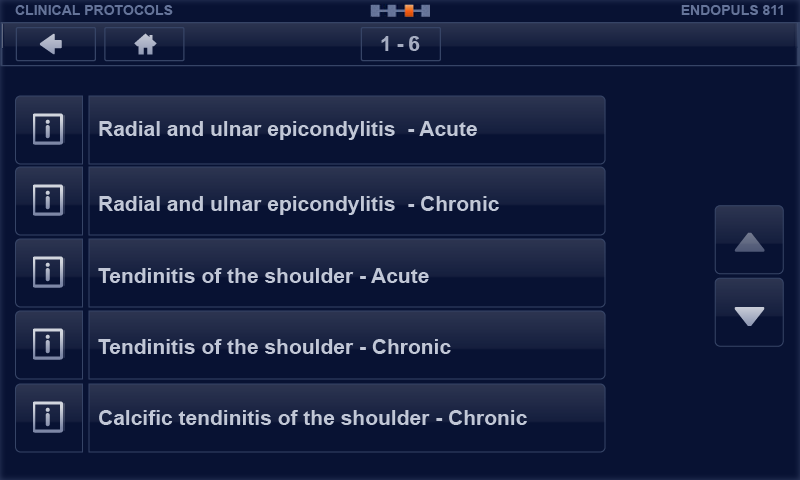 CLINICAL PROTOCOLS
ENDOPULS 811
1 - 6
Radial and ulnar epicondylitis - Acute
Radial and ulnar epicondylitis - Chronic
Tendinitis of the shoulder - Acute
Tendinitis of the shoulder - Chronic
Calcific tendinitis of the shoulder - Chronic